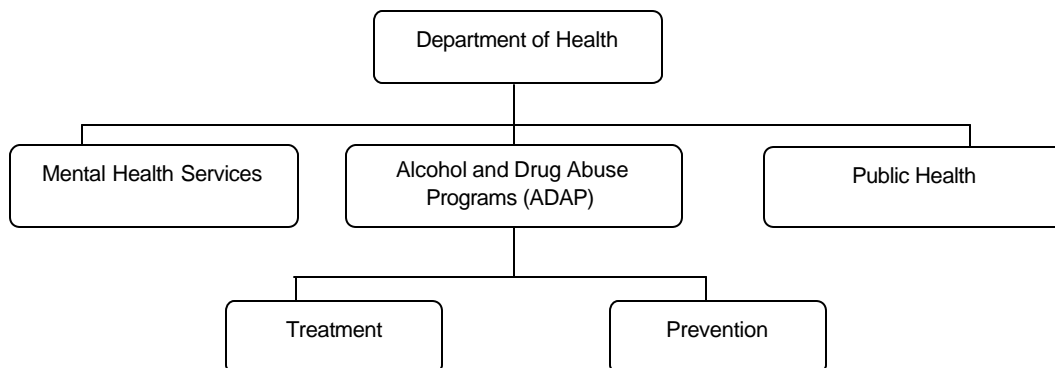 Department of Health
Mental Health Services
Alcohol and Drug Abuse
Programs (ADAP)
Public Health
Treatment
Prevention